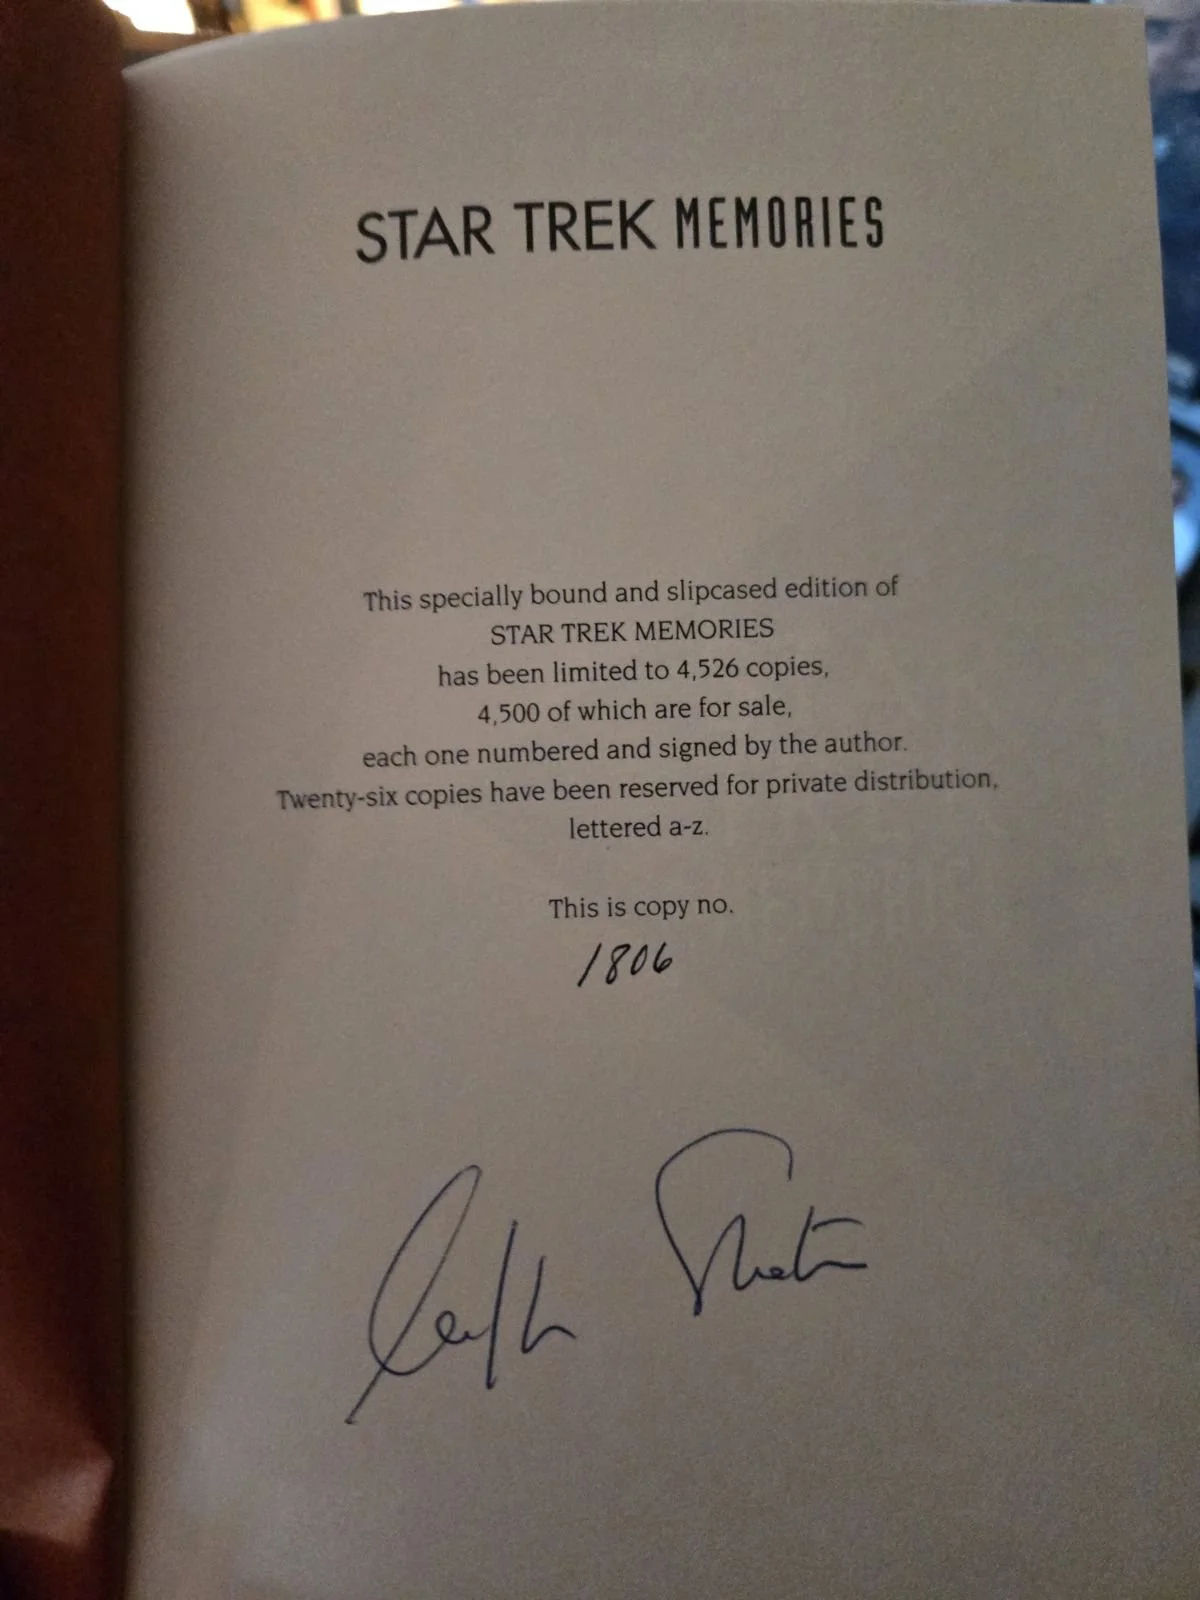 STAR TREK MEMORIES
This specially bound and slipcased edition of
STAR TREK MEMORIES
has been limited to 4,526 copies,
4,500 of which are for sale,
each one numbered and signed by the author.
Twenty-six copies have been reserved for private distribution,
lettered a-z.
This is copy no.
1806